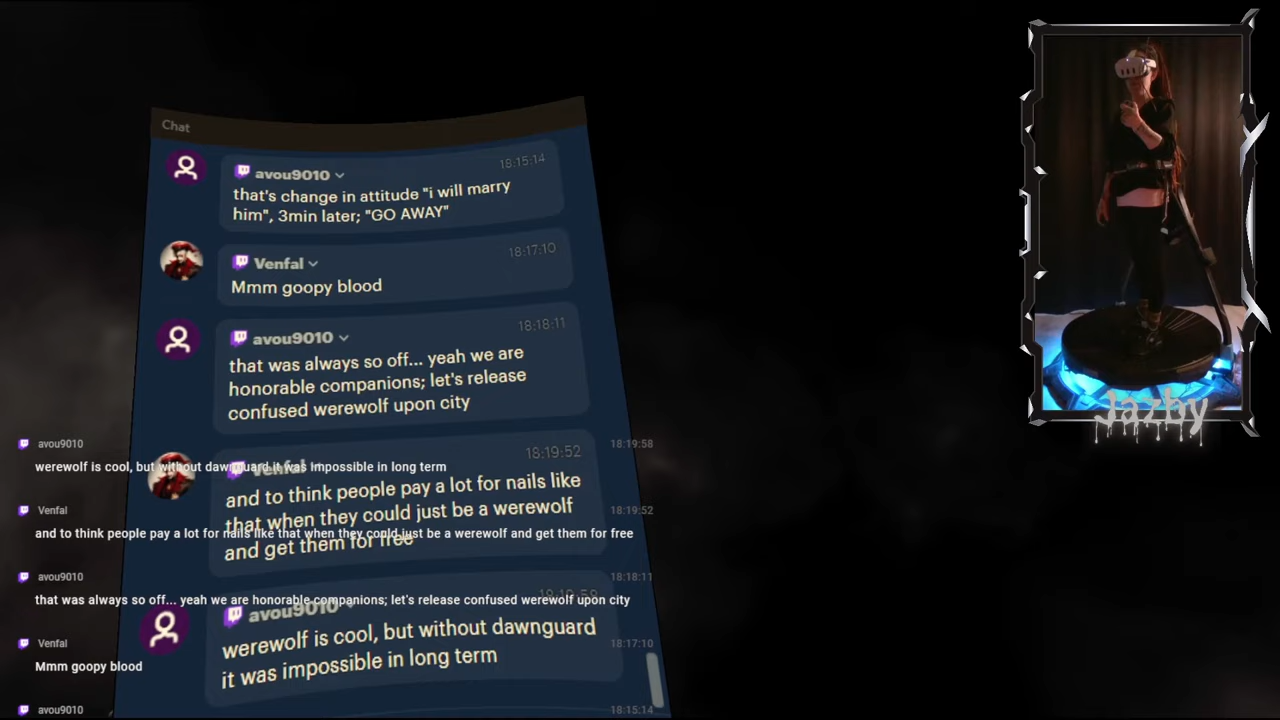 Chat
avou9010
18:15:14
that's change in attitude "i will marry
him", 3min later; "GO AWAY"
Venfal
18:17:10
Mmm goopy blood
avou9010
18:18:11
that was always so off... yeah we are
honorable companions; let's release
confused werewolf upon city
Venfal
18:19:52
and to think people pay a lot for nails like
that when they could just be a werewolf
and get them for free
avou9010
18:19:58
werewolf is cool, but without dawnguard
it was impossible in long term
avou9010
18:19:58
werewolf is cool, but without dawnguard it was impossible in long term
Venfal
18:19:52
and to think people pay a lot for nails like that when they could just be a werewolf and get them for free
avou9010
18:18:11
that was always so off... yeah we are honorable companions; let's release confused werewolf upon city
Venfal
18:17:10
Mmm goopy blood
avou9010
18:15:14
Jazhy